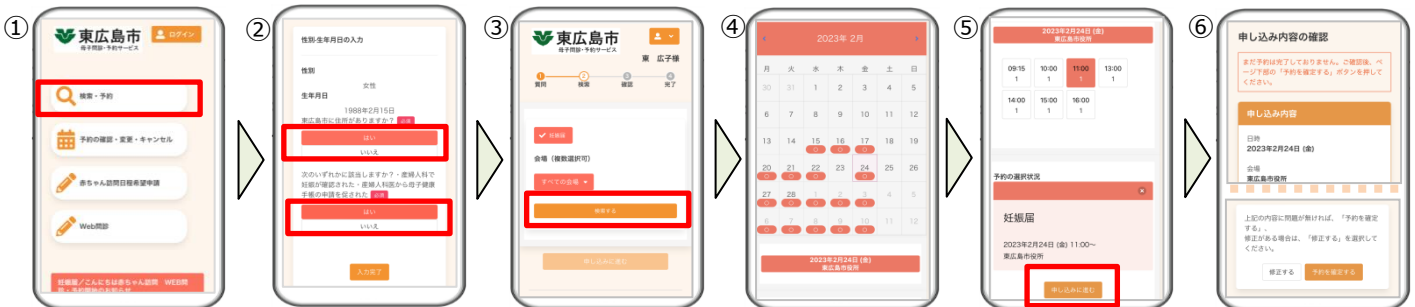 ①
東広島市
母子問診・予約サービス
ログイン
検索・予約
予約の確認・変更・キャンセル
赤ちゃん訪問日程希望申請
Web問診
妊娠届/こんにちは赤ちゃん訪問 WEB問
診・予約開始のお知らせ
②
性別・生年月日の入力
性別
女性
生年月日
1988年2月15日
東広島市に住所がありますか? 必須
はい
いいえ
次のいずれかに該当しますか?・産婦人科で
妊娠が確認された・産婦人科医から母子健康
手帳の申請を促された 必須
はい
いいえ
入力完了
③
東広島市
母子問診・予約サービス
東 広子様
① ② ③ ④
質問 検索 確認 完了
妊娠届
会場(複数選択可)
すべての会場
検索する
申し込みに進む
④
2023年 2月
月 火 水 木 金 土 日
30 31 1 2 3 4 5
6 7 8 9 10 11 12
13 14 15 16 17 18 19
20 21 22 23 24 25 26
27 28 1 2 3 4 5
6 7 8 9 10 11 12
2023年2月24日 (金)
東広島市役所
⑤
2023年2月24日 (金)
東広島市役所
09:15 10:00 11:00 13:00
1 1 1 1
14:00 15:00 16:00
1 1 1
予約の選択状況
妊娠届
2023年2月24日 (金) 11:00~
東広島市役所
申し込みに進む
⑥
申し込み内容の確認
まだ予約は完了しておりません。ご確認後、ペ
ージ下部の「予約を確定する」ボタンを押して
ください。
申し込み内容
日時
2023年2月24日 (金)
会場
東広島市役所
上記の内容に問題が無ければ、「予約を確定
する」、
修正がある場合は、「修正する」を選択して
ください。
修正する 予約を確定する